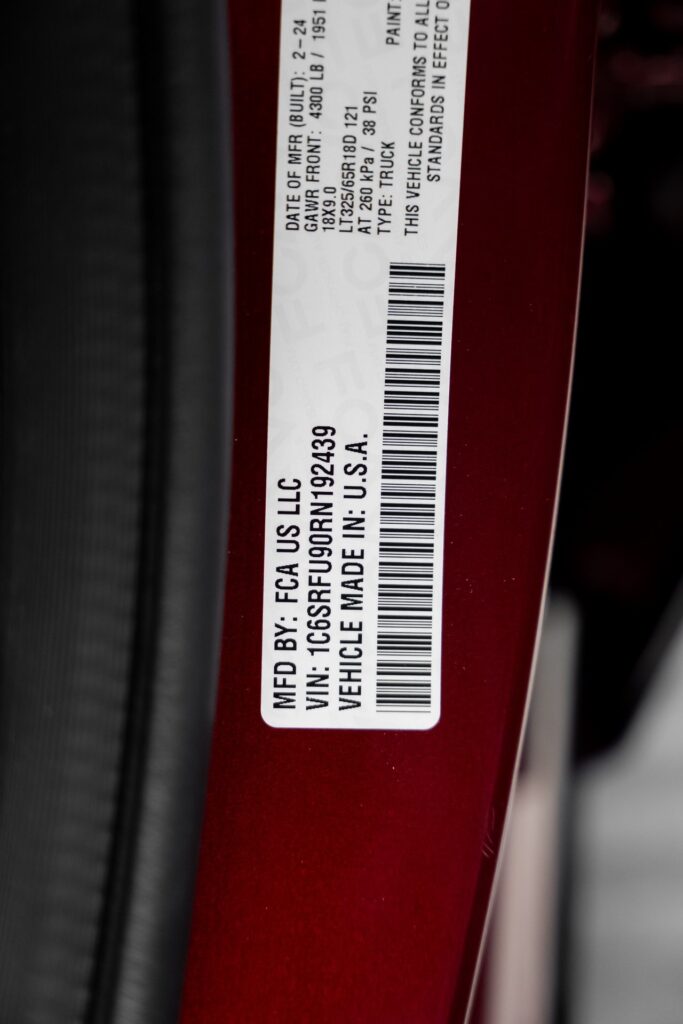 MFD BY: FCA US LLC
VIN: 1C6SRFU90RN192439
VEHICLE MADE IN: U.S.A.
DATE OF MFR (BUILT): 2-24
GAWR FRONT: 4300 LB / 1951
18X9.0
LT325/65R18D 121
AT 260 kPa / 38 PSI
TYPE: TRUCK
PAINT:
THIS VEHICLE CONFORMS TO ALL
STANDARDS IN EFFECT O